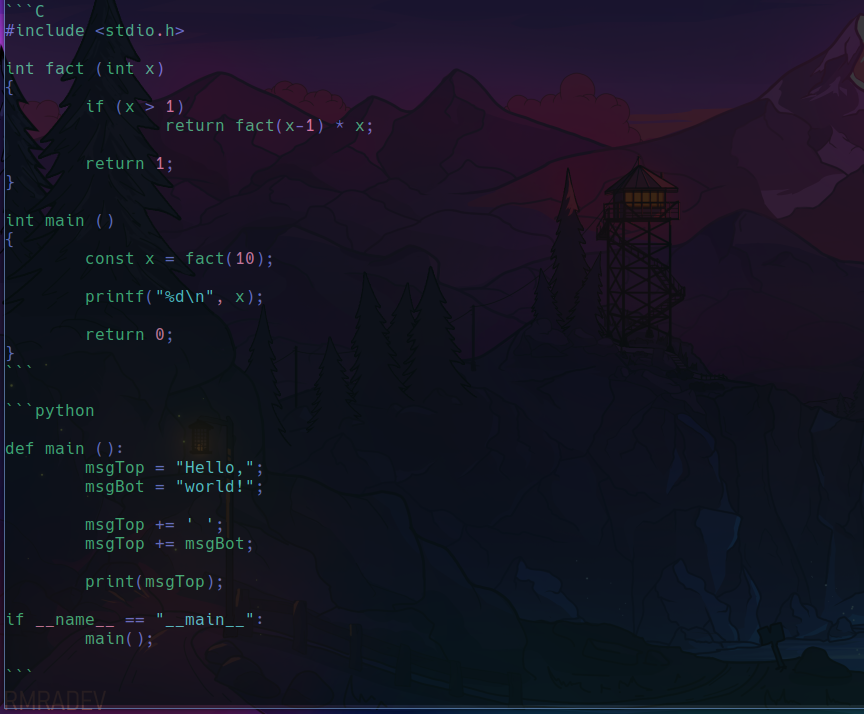 ```C
#include <stdio.h>

int fact (int x)
{
        if (x > 1)
                return fact(x-1) * x;

        return 1;
}

int main ()
{
        const x = fact(10);

        printf("%d\n", x);

        return 0;
}
```

```python

def main ():
        msgTop = "Hello,";
        msgBot = "world!";

        msgTop += ' ';
        msgTop += msgBot;

        print(msgTop);

if __name__ == "__main__":
        main();

```
RMRADEV